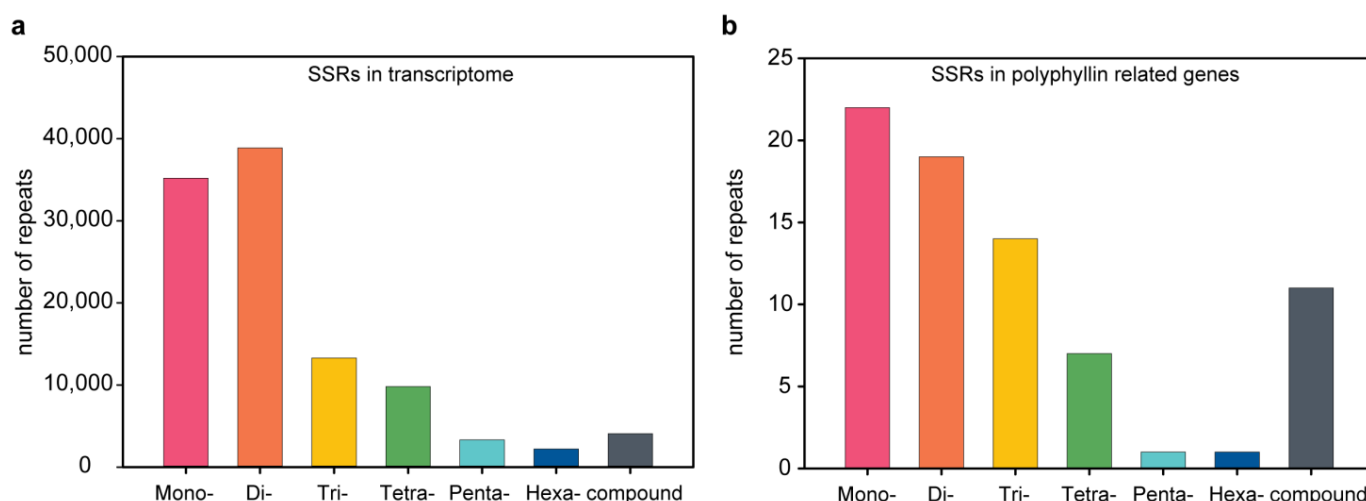 a
SSRs in transcriptome
number of repeats
50,000
40,000
30,000
20,000
10,000
0
Mono- Di- Tri- Tetra- Penta- Hexa- compound
b
SSRs in polyphyllin related genes
number of repeats
25
20
15
10
5
0
Mono- Di- Tri- Tetra- Penta- Hexa- compound